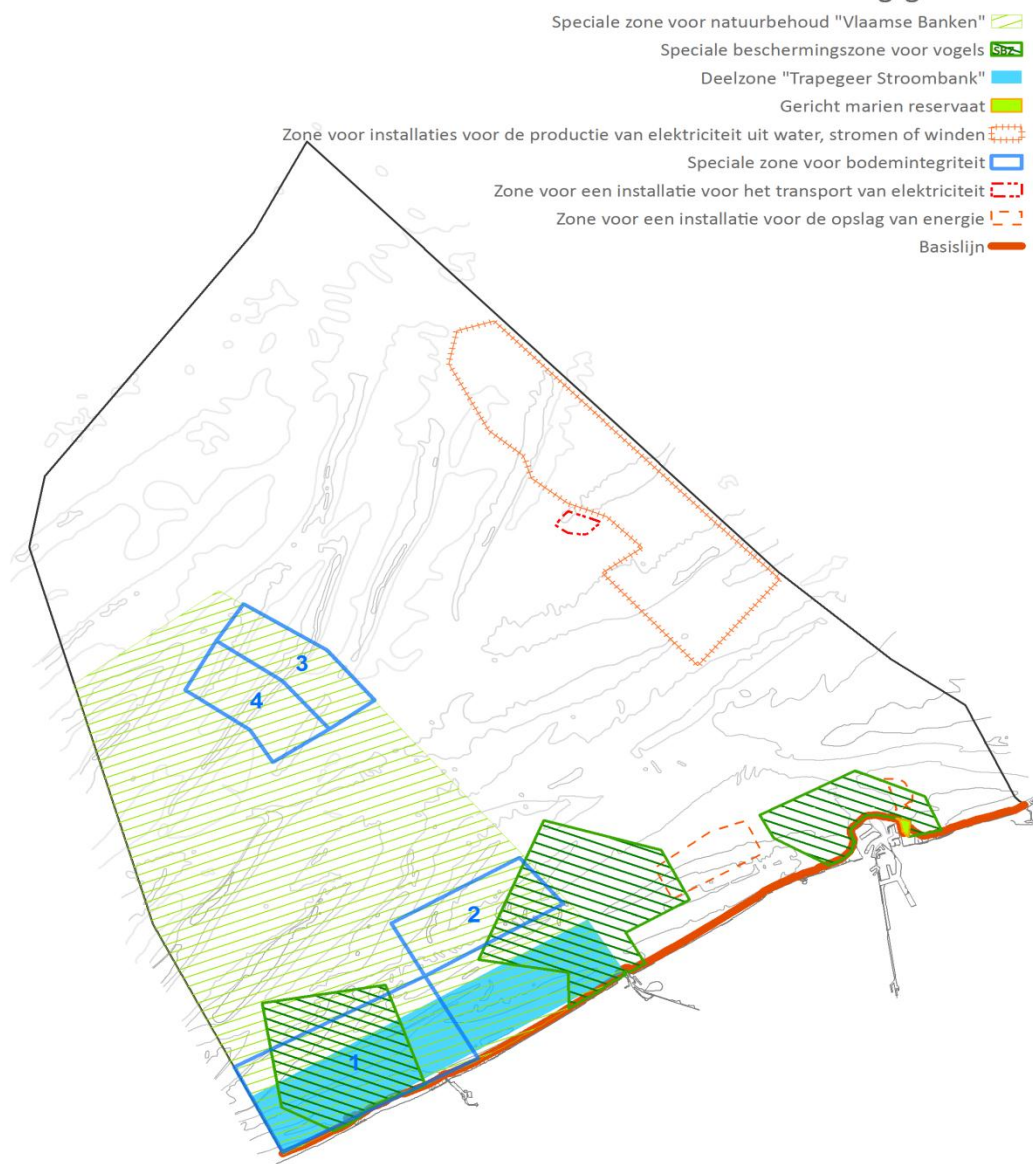 Speciale zone voor natuurbehoud "Vlaamse Banken"
Speciale beschermingszone voor vogels SBZ
Deelzone "Trapegeer Stroombank"
Gericht marien reservaat
Zone voor installaties voor de productie van elektriciteit uit water, stromen of winden
Speciale zone voor bodemintegriteit
Zone voor een installatie voor het transport van elektriciteit
Zone voor een installatie voor de opslag van energie
Basislijn
3
4
2
1